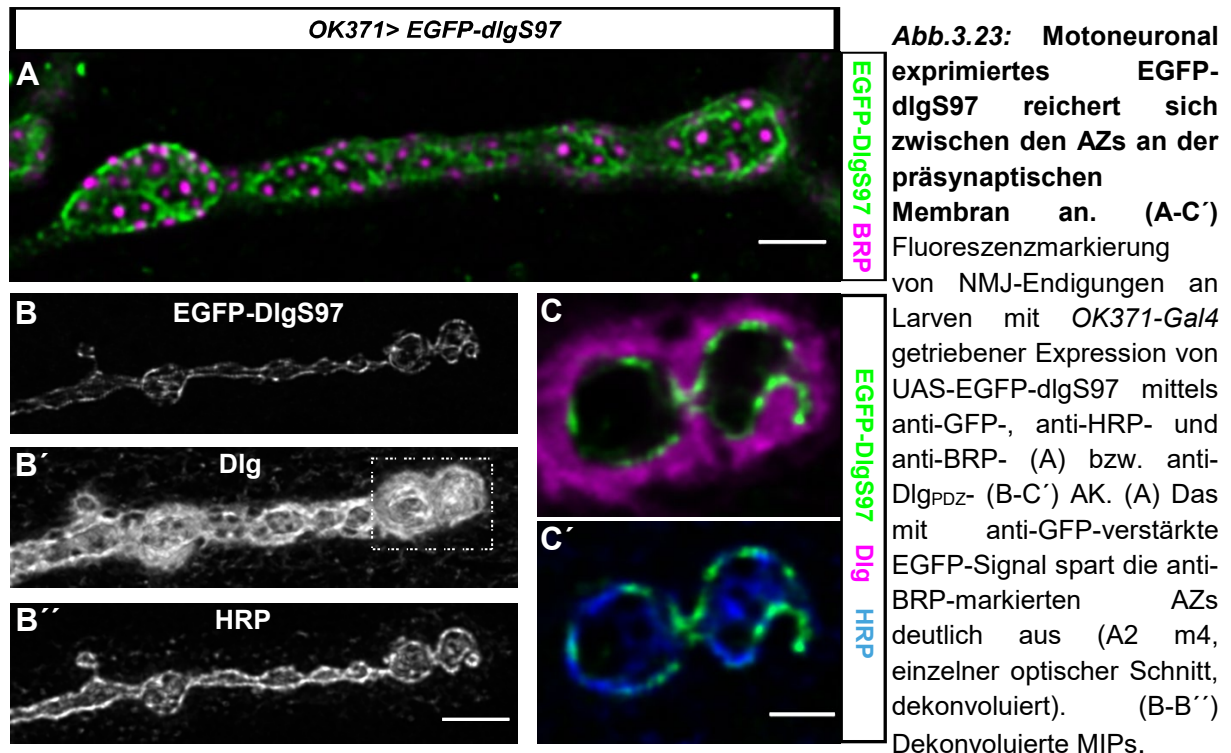 OK371> EGFP-dlgS97
A
EGFP-DlgS97 BRP
B
EGFP-DlgS97
B´
Dlg
B´´
HRP
C
C´
EGFP-DlgS97 Dlg HRP
Abb.3.23: Motoneuronal
exprimiertes EGFP-
dlgS97 reichert sich
zwischen den AZs an der
präsynaptischen
Membran an. (A-C´)
Fluoreszenzmarkierung
von NMJ-Endigungen an
Larven mit OK371-Gal4
getriebener Expression von
UAS-EGFP-dlgS97 mittels
anti-GFP-, anti-HRP- und
anti-BRP- (A) bzw. anti-
DlgPDZ- (B-C´) AK. (A) Das
mit anti-GFP-verstärkte
EGFP-Signal spart die anti-
BRP-markierten AZs
deutlich aus (A2 m4,
einzelner optischer Schnitt,
dekonvoluiert). (B-B´´)
Dekonvoluierte MIPs.